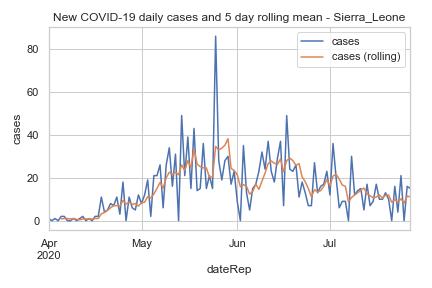 New COVID-19 daily cases and 5 day rolling mean - Sierra_Leone
cases
cases (rolling)
80
60
40
20
0
cases
Apr
2020
May
Jun
Jul
dateRep